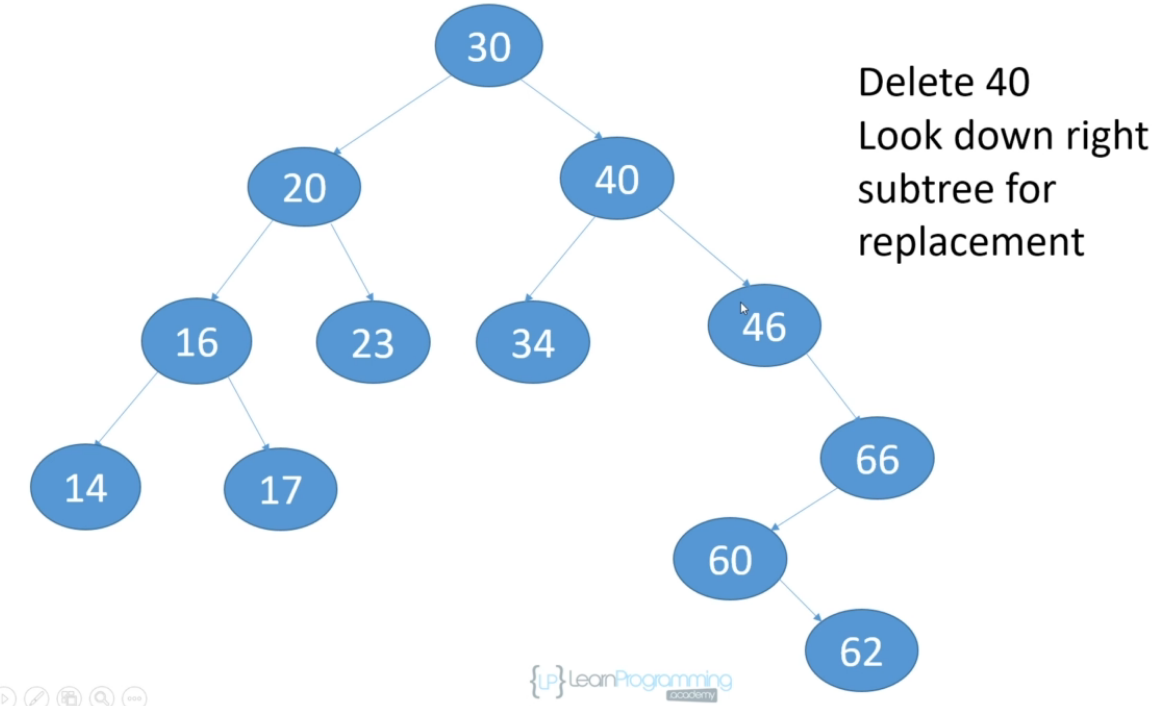 30
Delete 40
Look down right
subtree for
replacement
20
40
16
23
34
46
14
17
66
60
62
{LP} LearnProgramming
academy